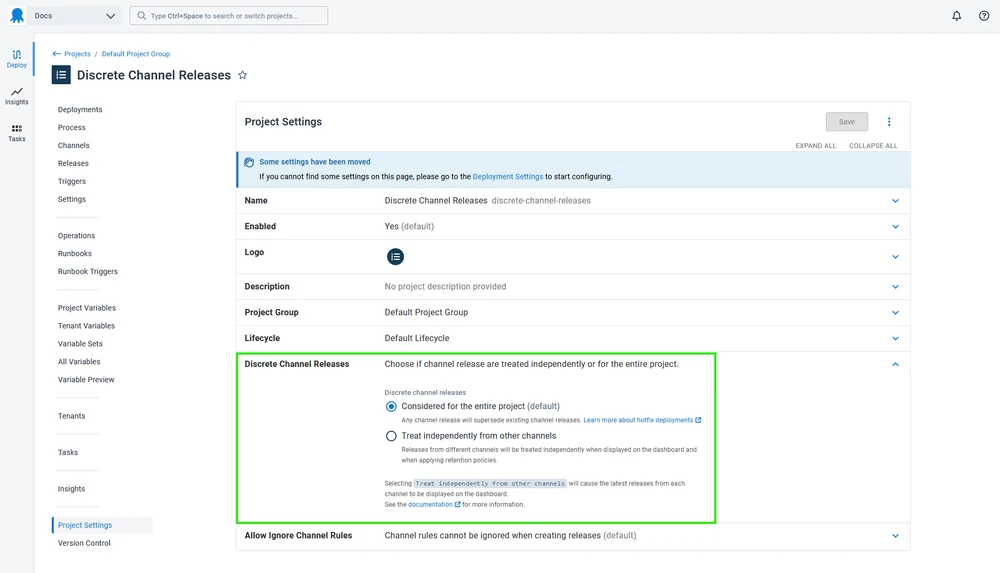 Docs
Type Ctrl+Space to search or switch projects...
Deploy
Insights
Tasks
Projects / Default Project Group
Discrete Channel Releases
Deployments
Process
Channels
Releases
Triggers
Settings
Operations
Runbooks
Runbook Triggers
Project Variables
Tenant Variables
Variable Sets
All Variables
Variable Preview
Tenants
Tasks
Insights
Project Settings
Version Control
Project Settings
Save
EXPAND ALL COLLAPSE ALL
Some settings have been moved
If you cannot find some settings on this page, please go to the Deployment Settings to start configuring.
Name Discrete Channel Releases discrete-channel-releases
Enabled Yes (default)
Logo
Description No project description provided
Project Group Default Project Group
Lifecycle Default Lifecycle
Discrete Channel Releases Choose if channel release are treated independently or for the entire project.
Discrete channel releases
Considered for the entire project (default)
Any channel release will supersede existing channel releases. Learn more about hotfix deployments
Treat independently from other channels
Releases from different channels will be treated independently when displayed on the dashboard and
when applying retention policies.
Selecting Treat independently from other channels will cause the latest releases from each
channel to be displayed on the dashboard.
See the documentation for more information.
Allow Ignore Channel Rules Channel rules cannot be ignored when creating releases (default)